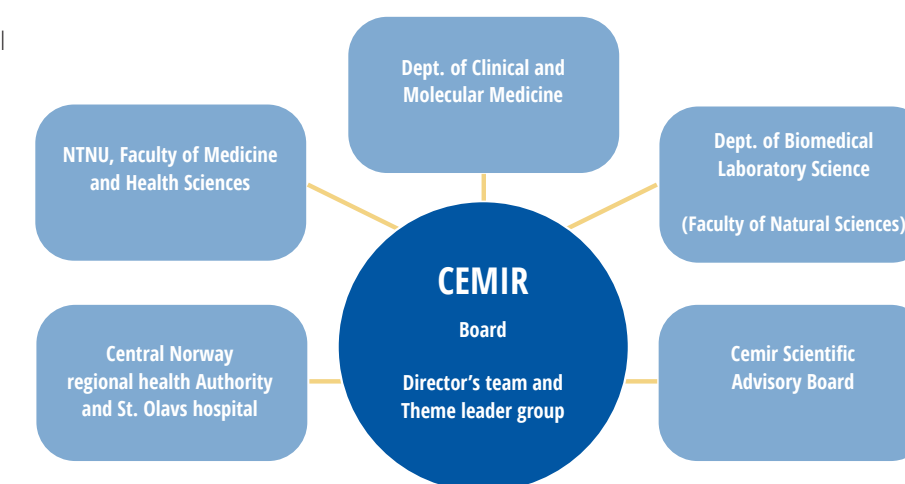 Dept. of Clinical and
Molecular Medicine
NTNU, Faculty of Medicine
and Health Sciences
Dept. of Biomedical
Laboratory Science
(Faculty of Natural Sciences)
CEMIR
Board
Director’s team and
Theme leader group
Central Norway
regional health Authority
and St. Olavs hospital
Cemir Scientific
Advisory Board